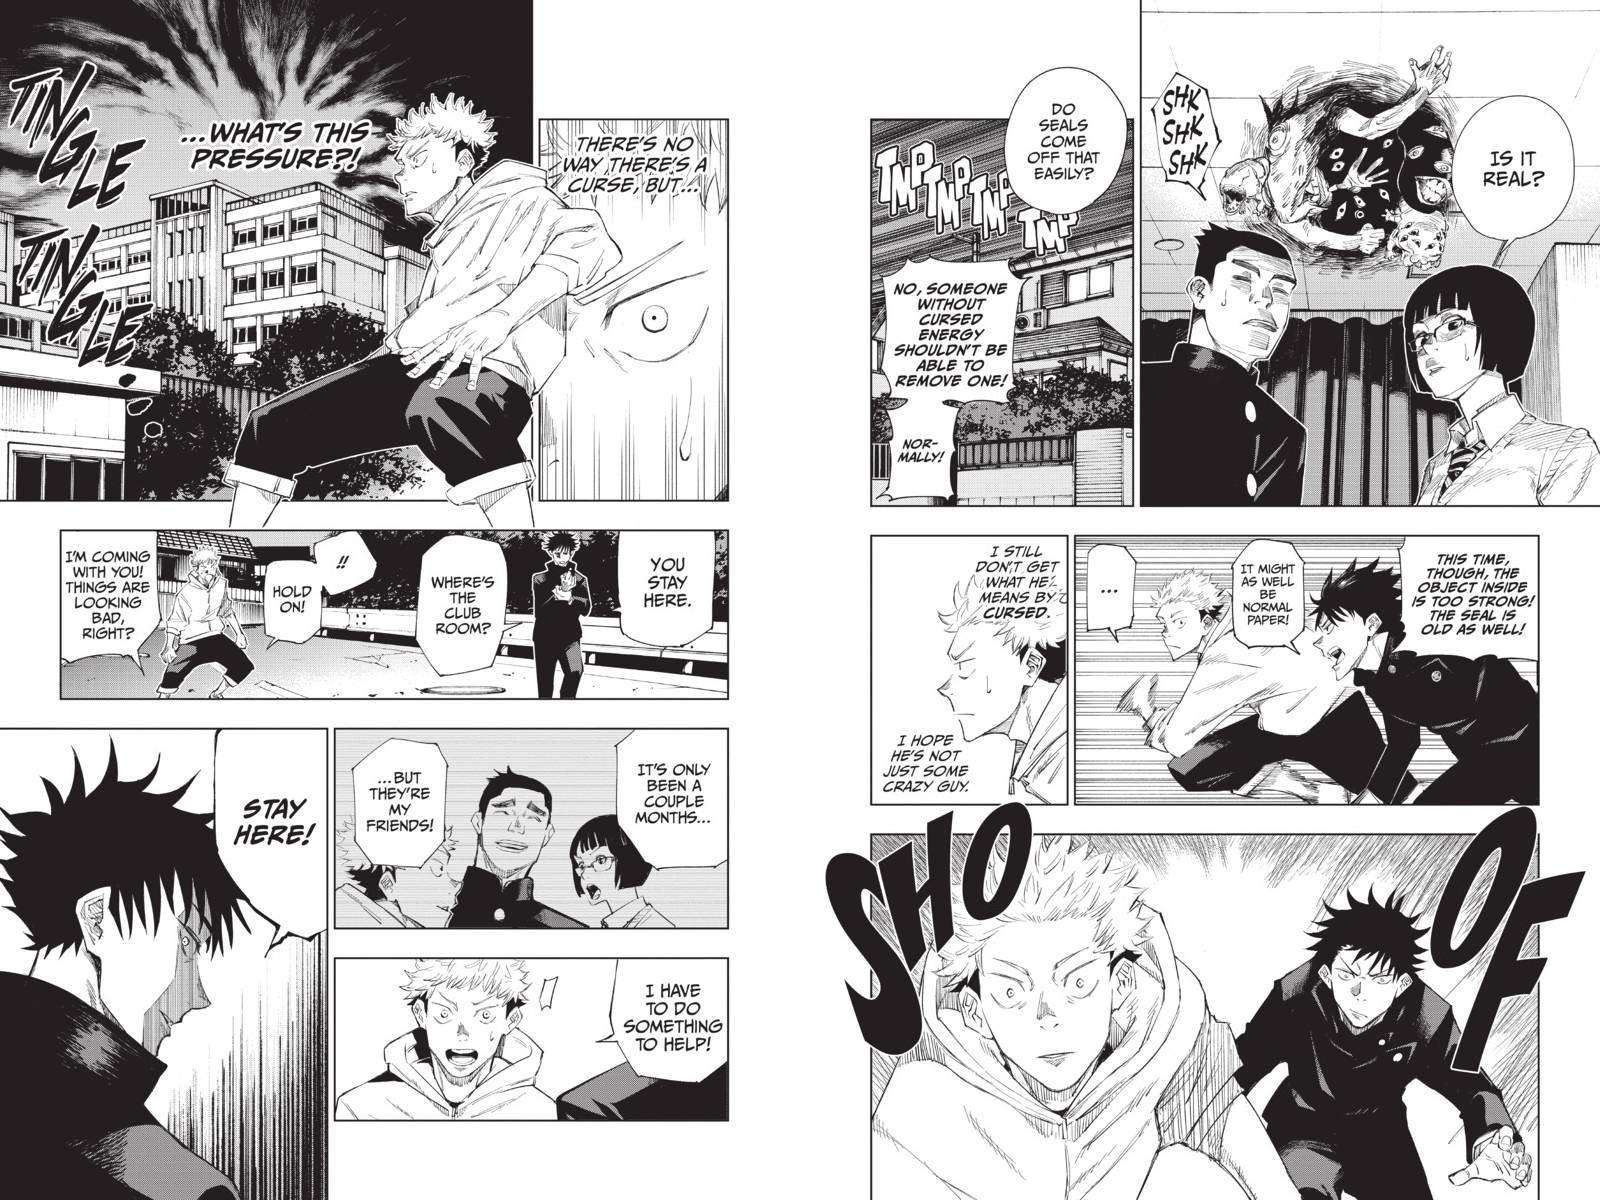 IS IT
REAL?
SHK
SHK
SHK
DO
SEALS
COME
OFF THAT
EASILY?
TMP TMP TMP TMP
NO, SOMEONE
WITHOUT
CURSED
ENERGY
SHOULDN'T BE
ABLE TO
REMOVE ONE!
NOR-
MALLY!
THIS TIME,
THOUGH, THE
OBJECT INSIDE
IS TOO STRONG!
THE SEAL IS
OLD AS WELL!
IT MIGHT
AS WELL
BE
NORMAL
PAPER!
...
I STILL
DON'T GET
WHAT HE
MEANS BY
CURSED.
I HOPE
HE'S NOT
JUST SOME
CRAZY GUY.
SHOOF
THERE'S NO
WAY THERE'S A
CURSE, BUT...
...WHAT'S THIS
PRESSURE?!
TINGLE
TINGLE
YOU
STAY
HERE.
WHERE'S
THE
CLUB
ROOM?
!!
HOLD
ON!
I'M COMING
WITH YOU!
THINGS ARE
LOOKING
BAD,
RIGHT?
IT'S ONLY
BEEN A
COUPLE
MONTHS...
...BUT
THEY'RE
MY
FRIENDS!
I HAVE
TO DO
SOMETHING
TO HELP!
STAY
HERE!